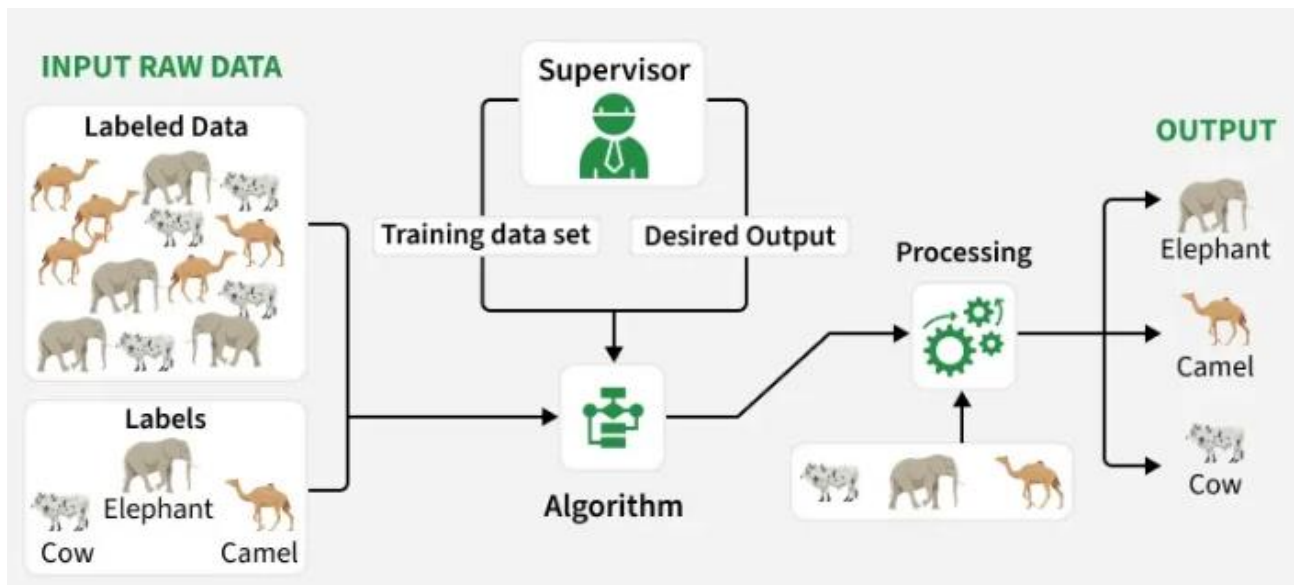 INPUT RAW DATA
Labeled Data
Labels
Elephant
Cow
Camel
Supervisor
Training data set
Desired Output
Algorithm
Processing
OUTPUT
Elephant
Camel
Cow